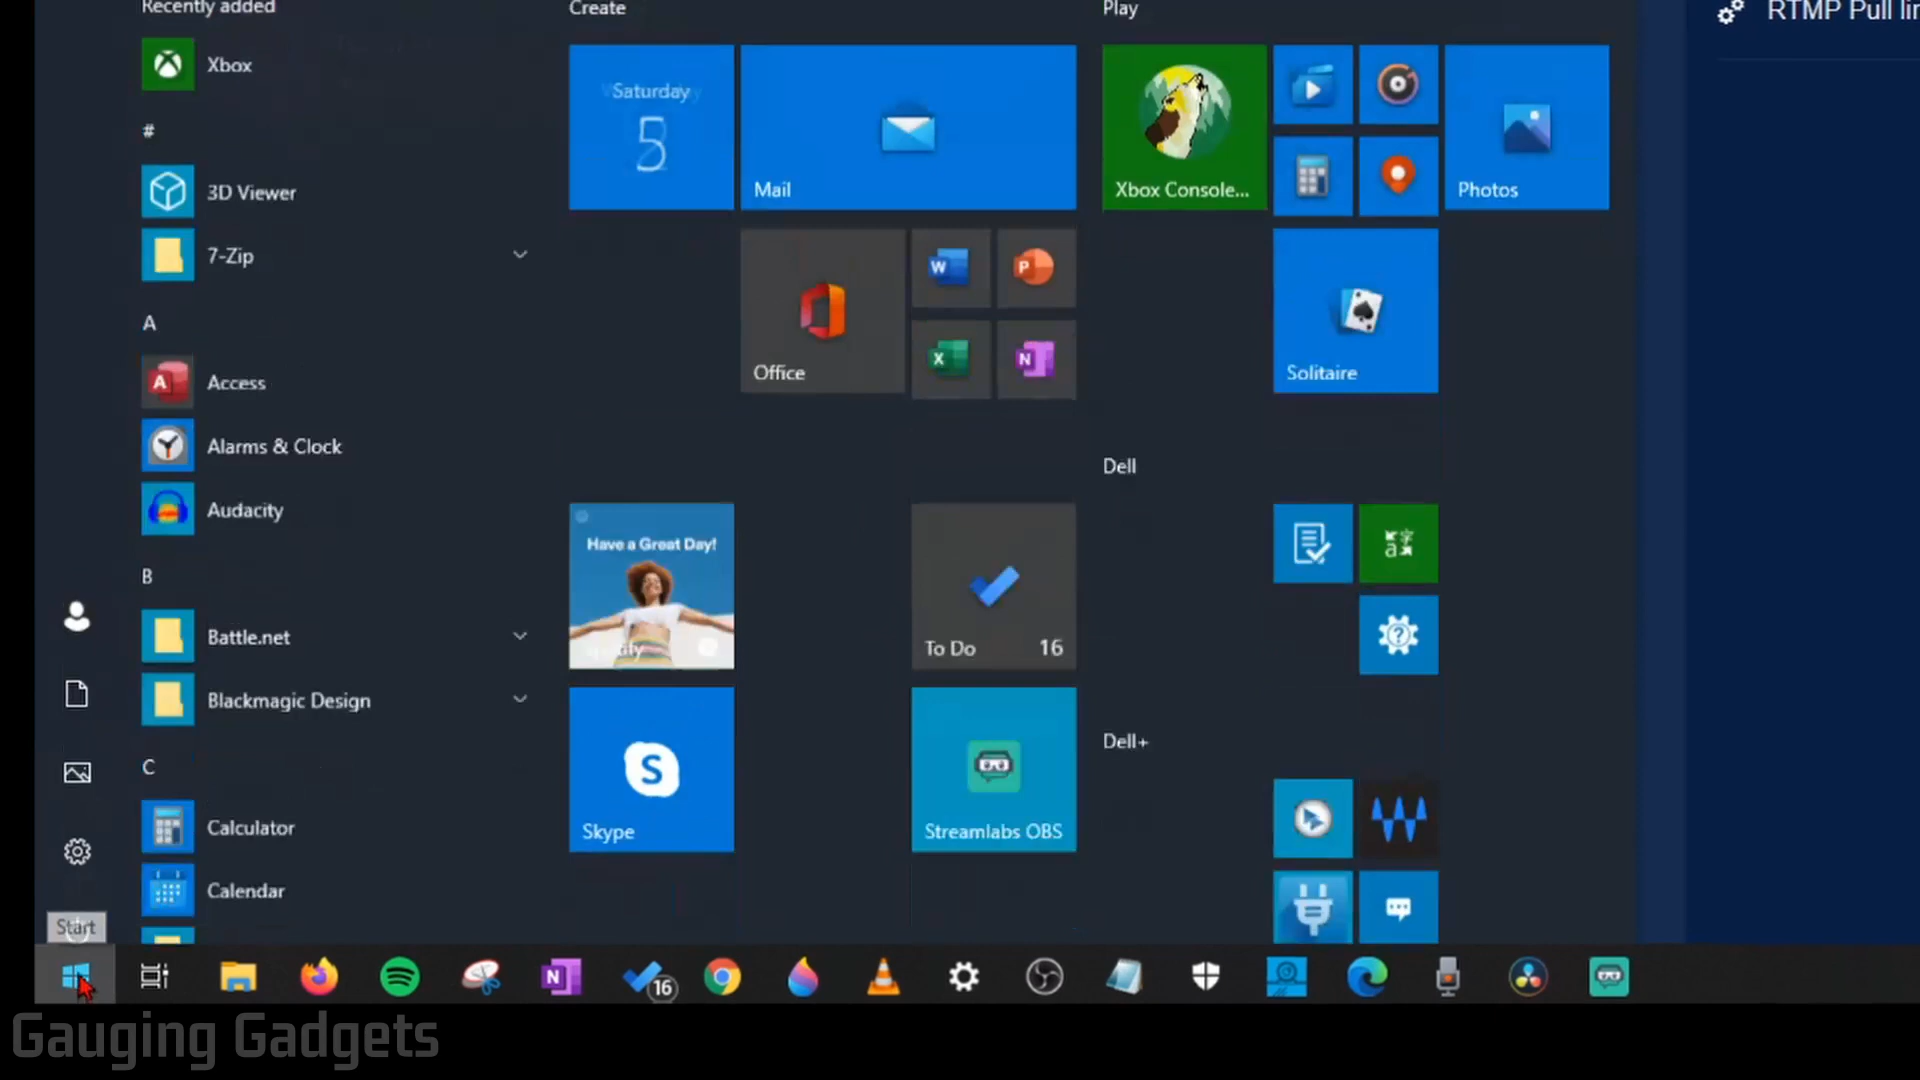 Recently added
Create
Play
RTMP Pull
Xbox
Saturday
5
Mail
Xbox Console...
Photos
#
3D Viewer
7-Zip
W
P
X
N
Office
Solitaire
A
A
Access
Alarms & Clock
Audacity
Dell
Have a Great Day!
a字
To Do
16
B
Battle.net
Blackmagic Design
S
Skype
Streamlabs OBS
Dell+
C
Calculator
Calendar
Start
N
16
Gauging Gadgets